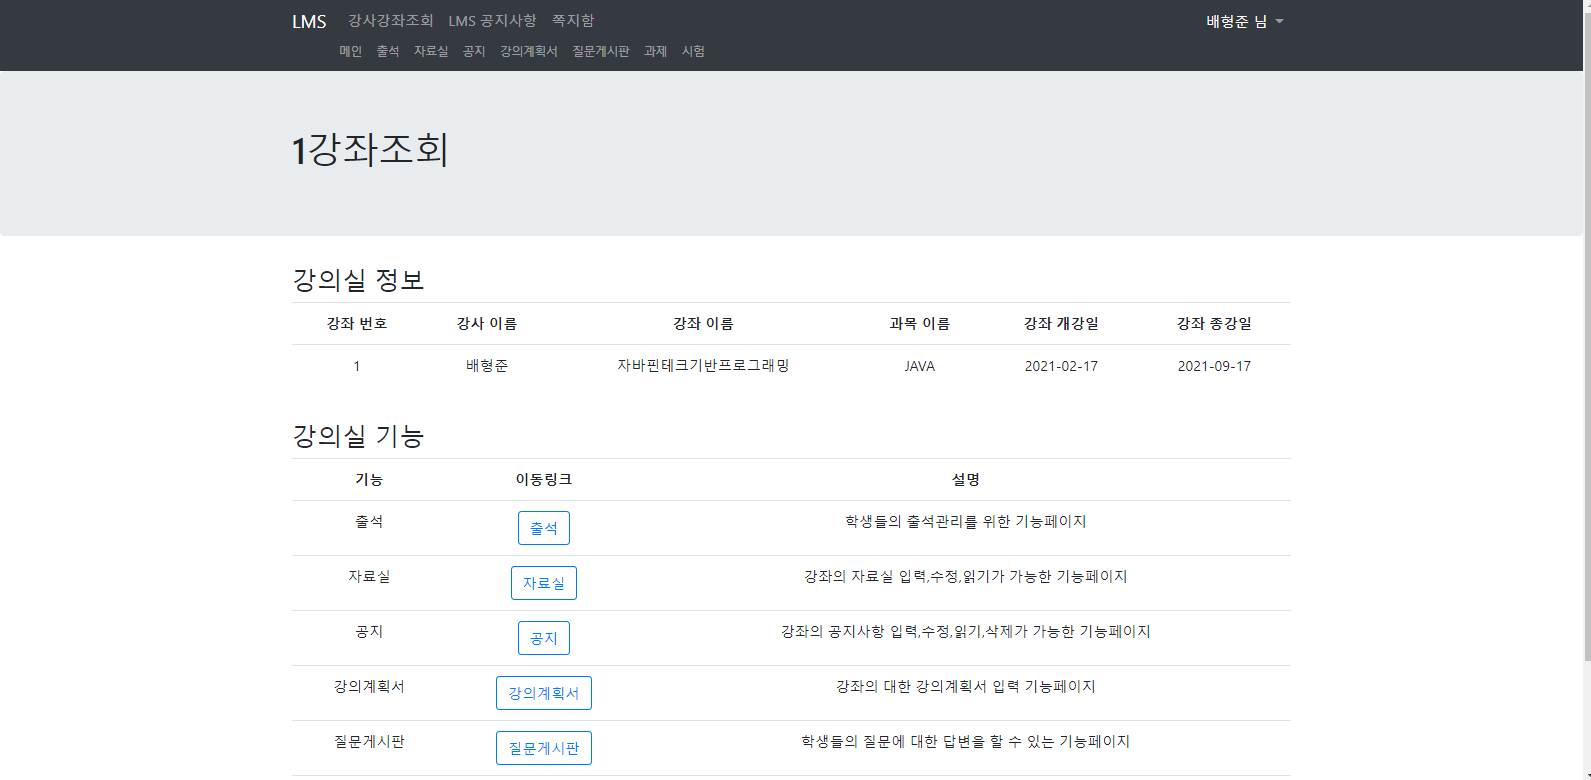 LMS 강사강좌조회 LMS 공지사항 쪽지함 배형준 님
메인 출석 자료실 공지 강의계획서 질문게시판 과제 시험
1강좌조회
강의실 정보
강좌 번호 강사 이름 강좌 이름 과목 이름 강좌 개강일 강좌 종강일
1 배형준 자바핀테크기반프로그래밍 JAVA 2021-02-17 2021-09-17
강의실 기능
기능 이동링크 설명
출석 출석 학생들의 출석관리를 위한 기능페이지
자료실 자료실 강좌의 자료실 입력,수정,읽기가 가능한 기능페이지
공지 공지 강좌의 공지사항 입력,수정,읽기,삭제가 가능한 기능페이지
강의계획서 강의계획서 강좌의 대한 강의계획서 입력 기능페이지
질문게시판 질문게시판 학생들의 질문에 대한 답변을 할 수 있는 기능페이지